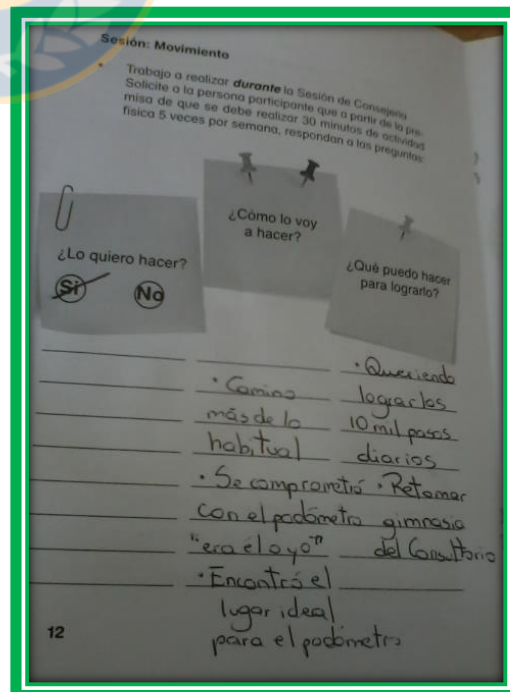 Sesión: Movimiento
• Trabajo a realizar durante la Sesión de Consejería
Solicite a la persona participante que a partir de la pre-
misa de que se debe realizar 30 minutos de actividad
física 5 veces por semana, respondan a las preguntas:
¿Lo quiero hacer?
Si No
¿Cómo lo voy
a hacer?
¿Qué puedo hacer
para lograrlo?
• Camino
más de lo
habitual
• Se comprometió
con el podómetro
"era él o yo"
• Encontró el
lugar ideal
para el podómetro
• Queriendo
lograr los
10 mil pasos
diarios
• Retomar
gimnasio
del Consultorio
12